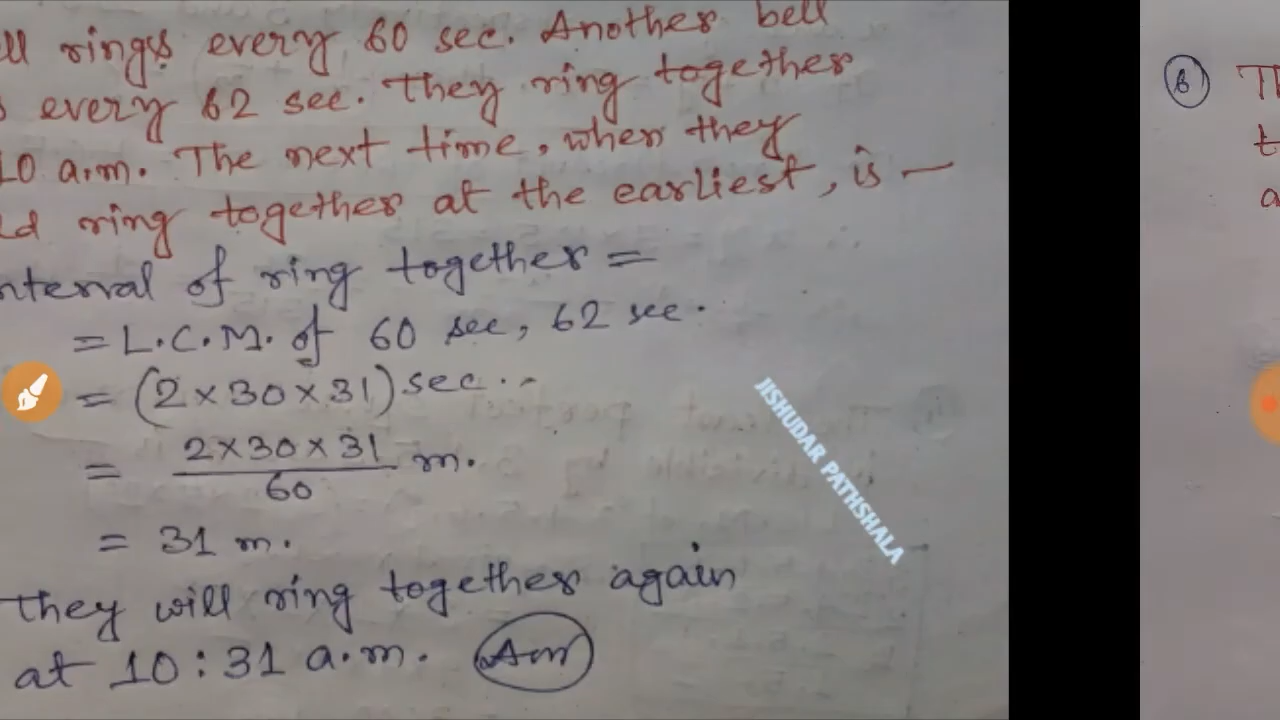 ll rings every 60 sec. Another bell
s every 62 sec. They ring together
10 a.m. The next time, when they
ld ring together at the earliest, is —
nterval of ring together =
= L.C.M. of 60 sec, 62 sec.
= (2×30×31) sec.
= 2×30×31 / 60 m.
= 31 m.
They will ring together again
at 10:31 a.m. Ans
JISHUDAR PATHSHALA
6 Th
t
a